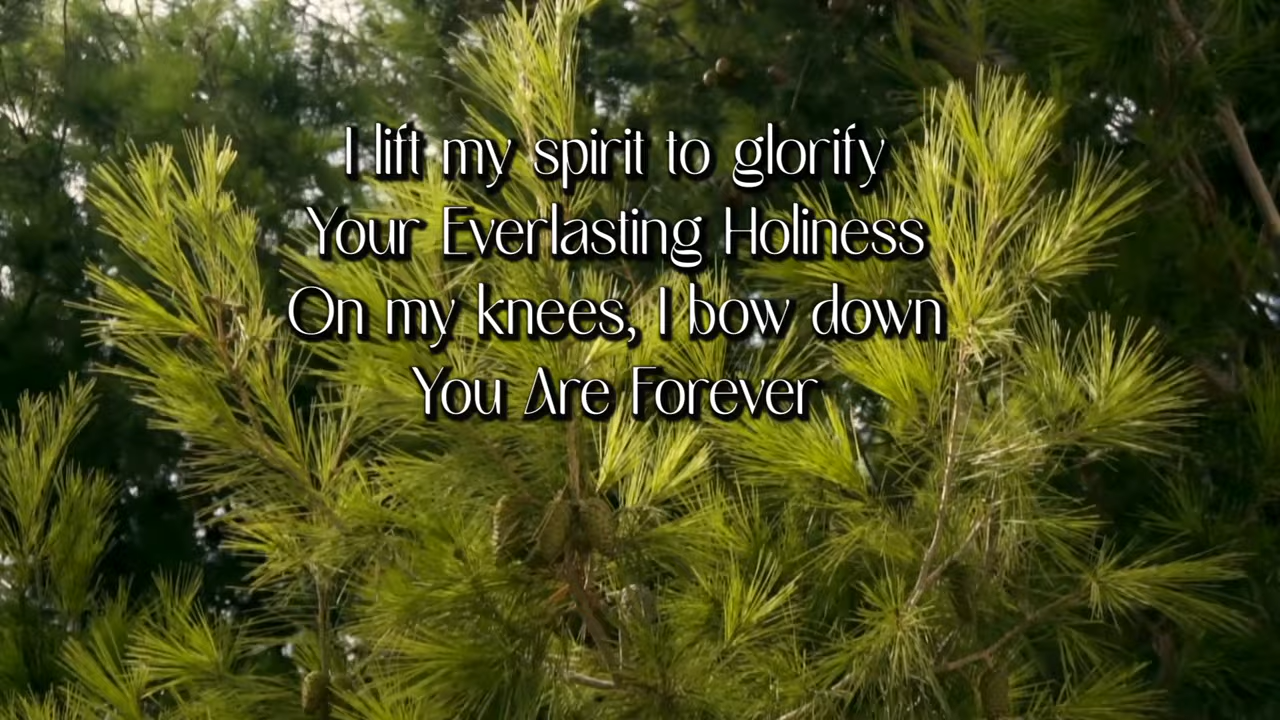 I lift my spirit to glorify
Your Everlasting Holiness
On my knees, I bow down
You Are Forever